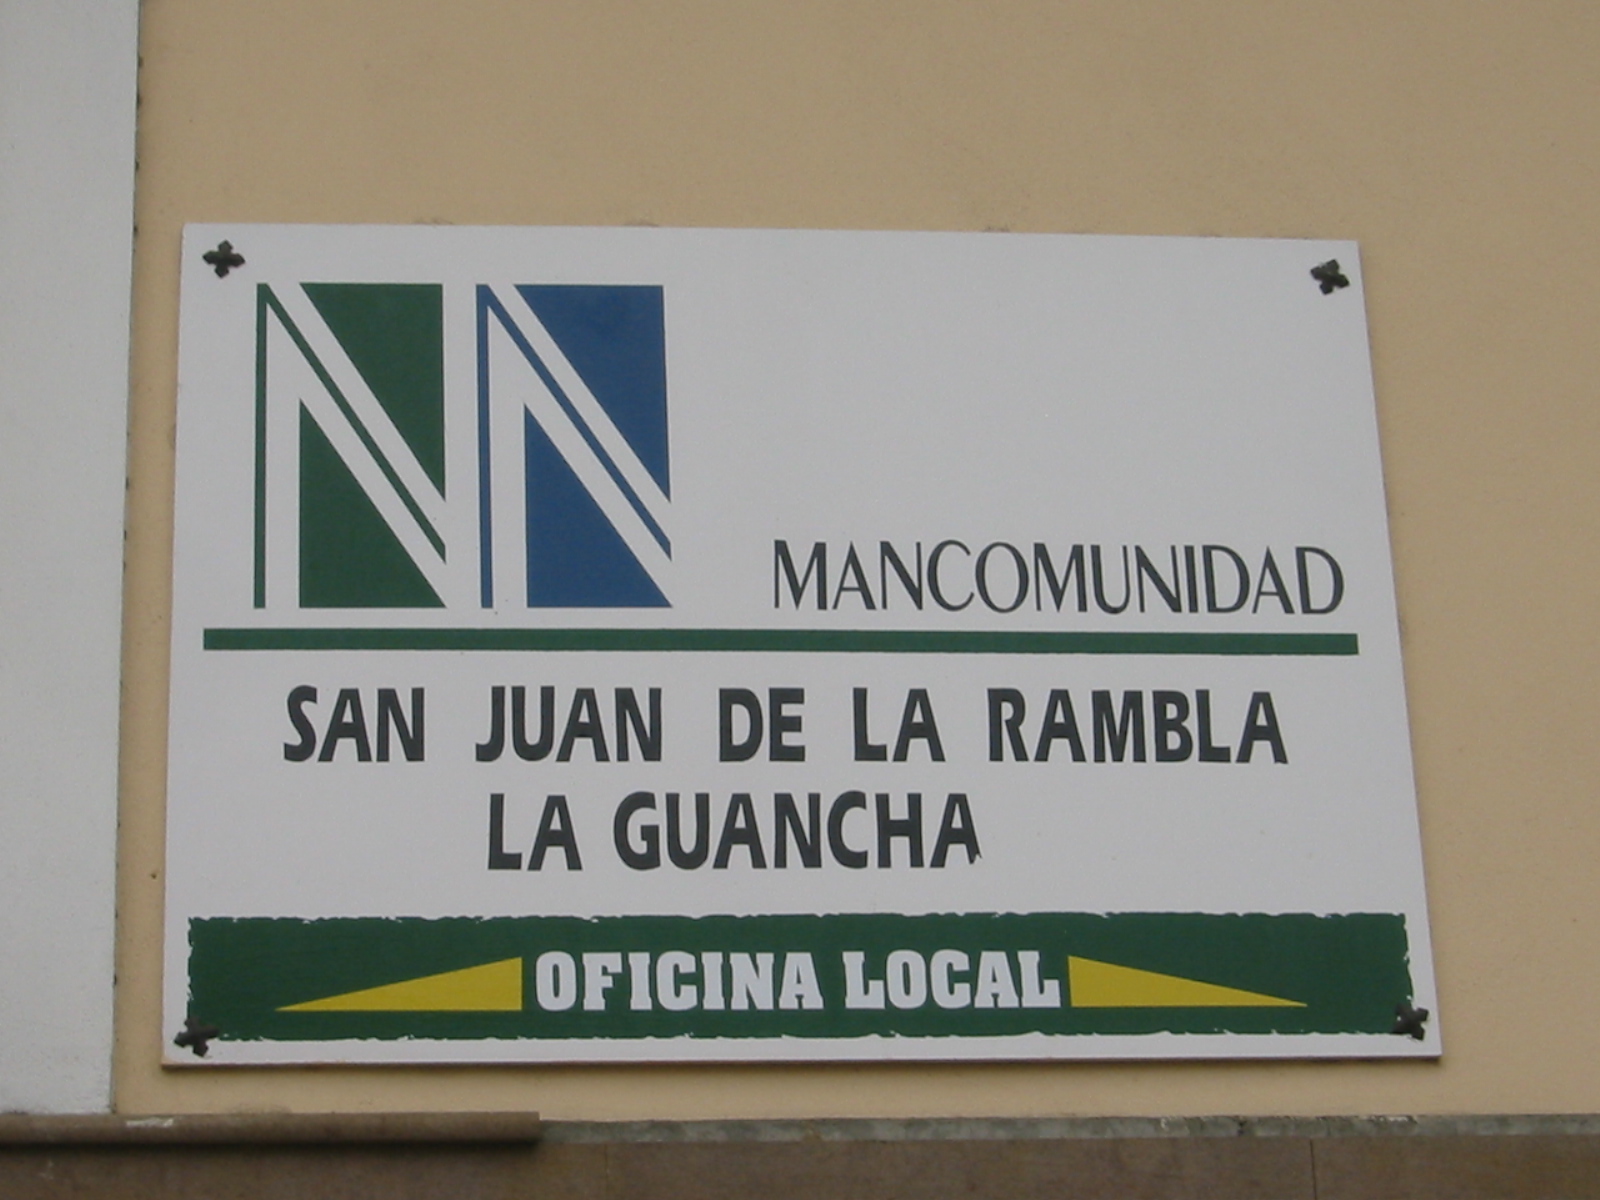 MANCOMUNIDAD
SAN JUAN DE LA RAMBLA
LA GUANCHA
OFICINA LOCAL